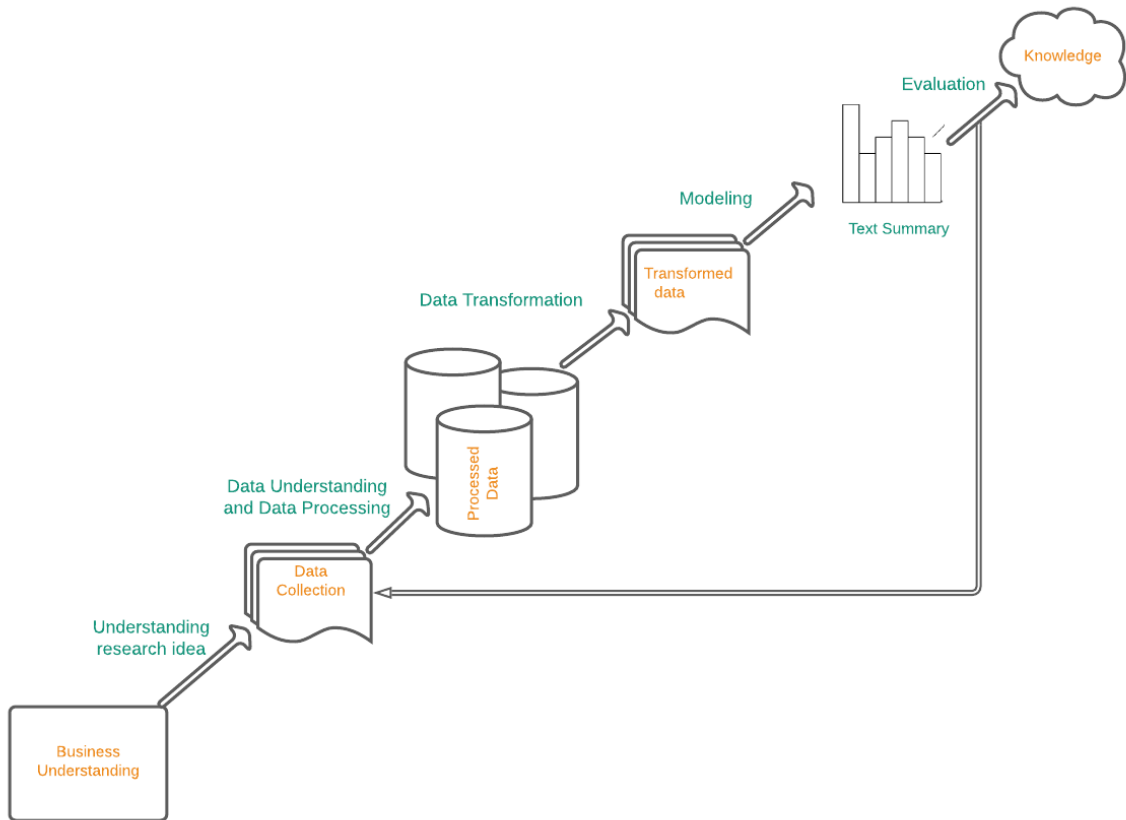 Knowledge
Evaluation
Text Summary
Modeling
Transformed
data
Data Transformation
Processed
Data
Data Understanding
and Data Processing
Data
Collection
Understanding
research idea
Business
Understanding